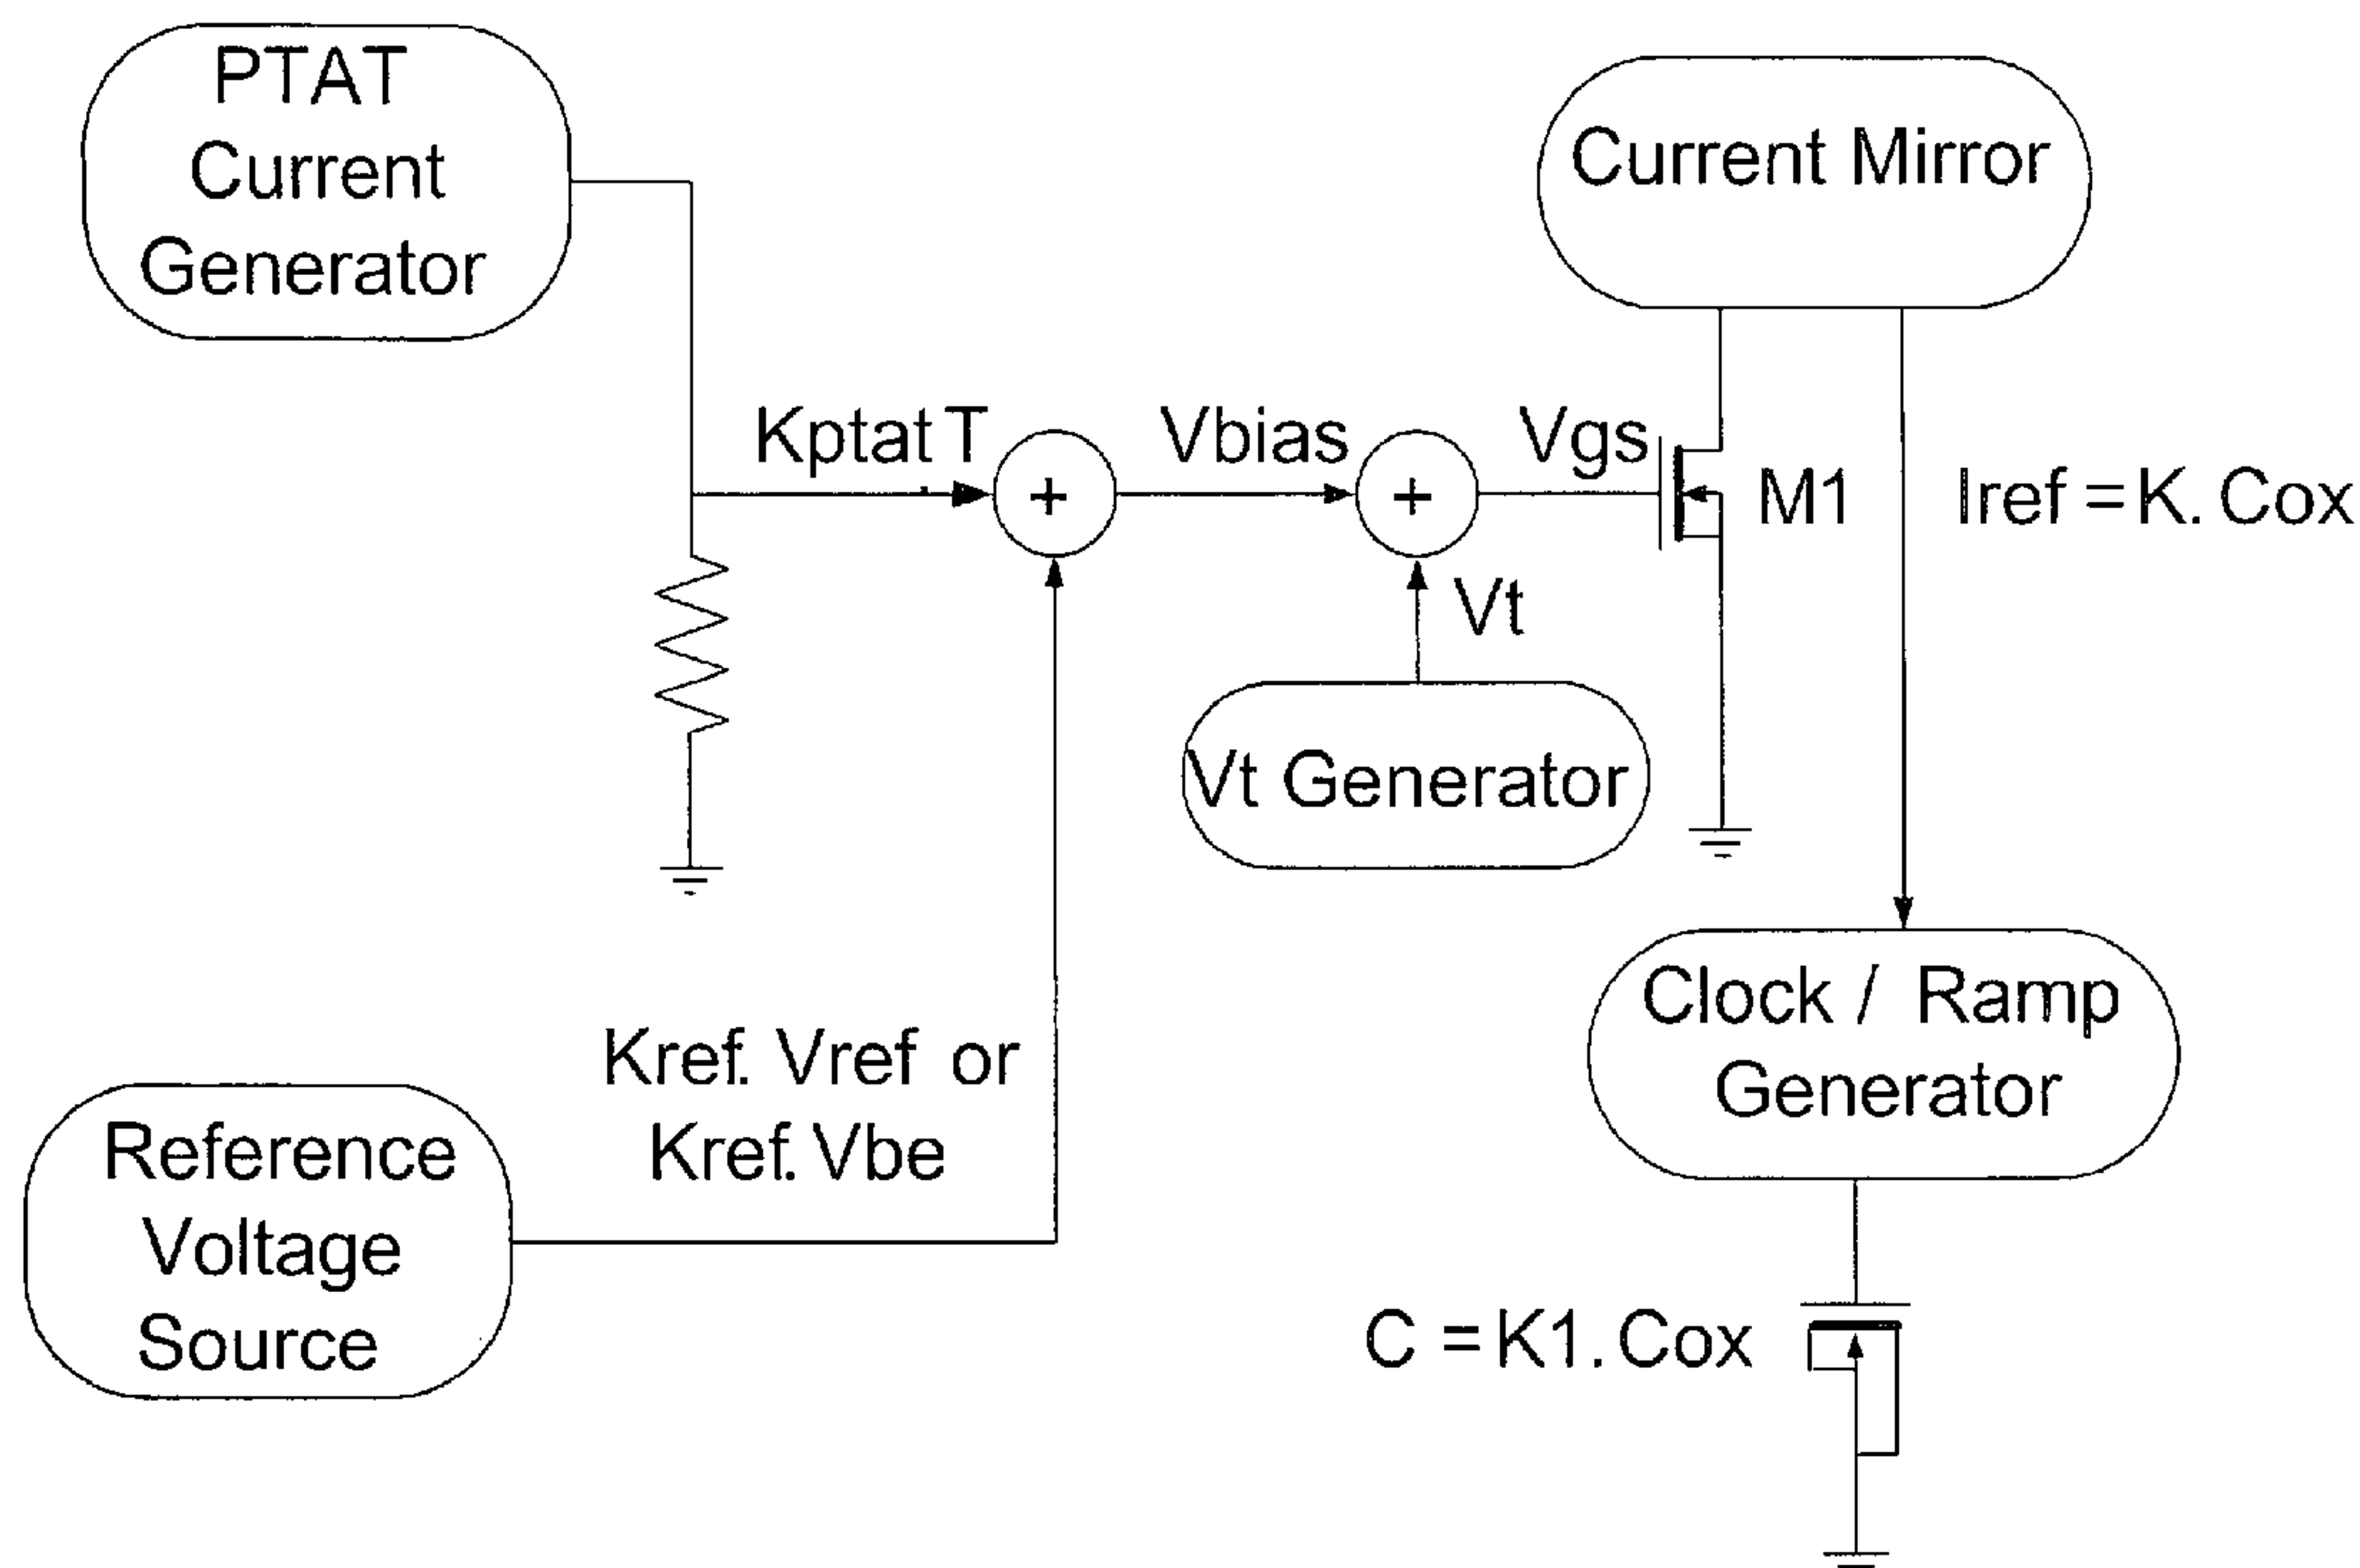 PTAT
Current
Generator
Current Mirror
Kptat T
+
Vbias
+
Vgs
M1
Iref = K. Cox
Vt
Vt Generator
Kref. Vref or
Kref. Vbe
Reference
Voltage
Source
Clock / Ramp
Generator
C = K1. Cox